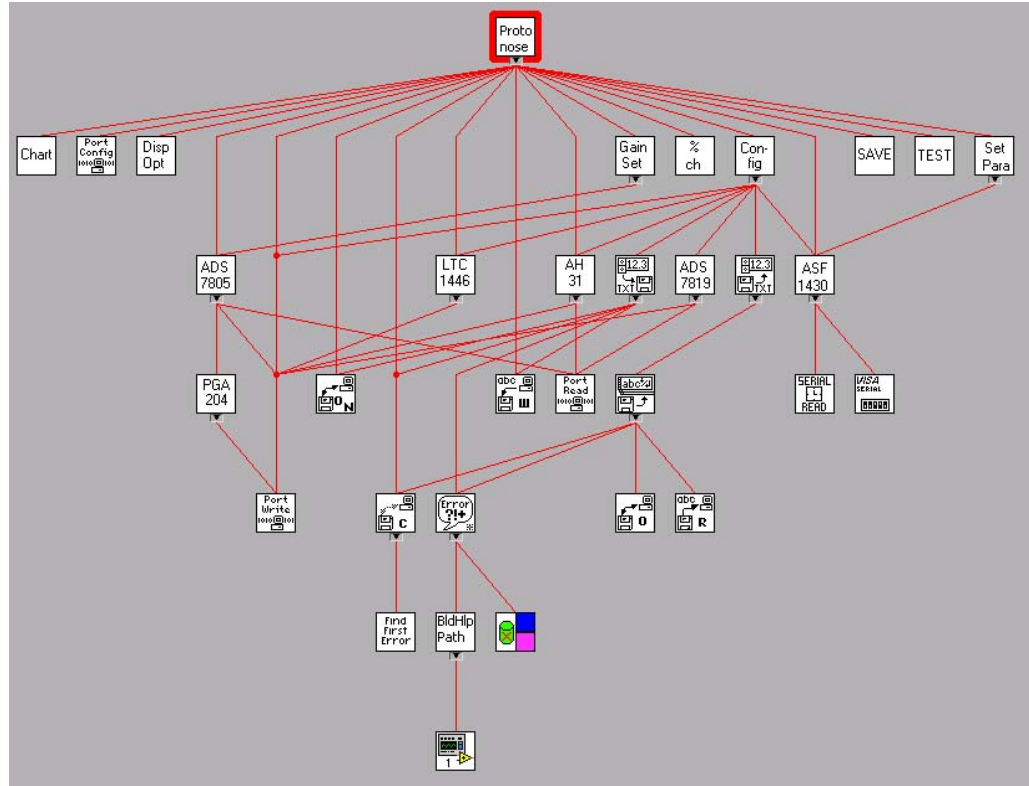 Proto
nose
Chart
Port
Config
Disp
Opt
Gain
Set
%
ch
Con-
fig
SAVE
TEST
Set
Para
ADS
7805
LTC
1446
AH
31
12.3
TXT
ADS
7819
12.3
TXT
ASF
1430
PGA
204
O N
abc
W
Port
Read
abc
SERIAL
READ
VISA
SERIAL
Port
Write
C
Error
?!+
O
abc
R
Find
First
Error
BldHlp
Path
1